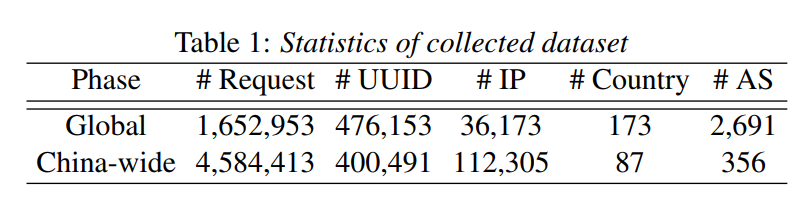 Table 1: Statistics of collected dataset
Phase # Request # UUID # IP # Country # AS
Global 1,652,953 476,153 36,173 173 2,691
China-wide 4,584,413 400,491 112,305 87 356